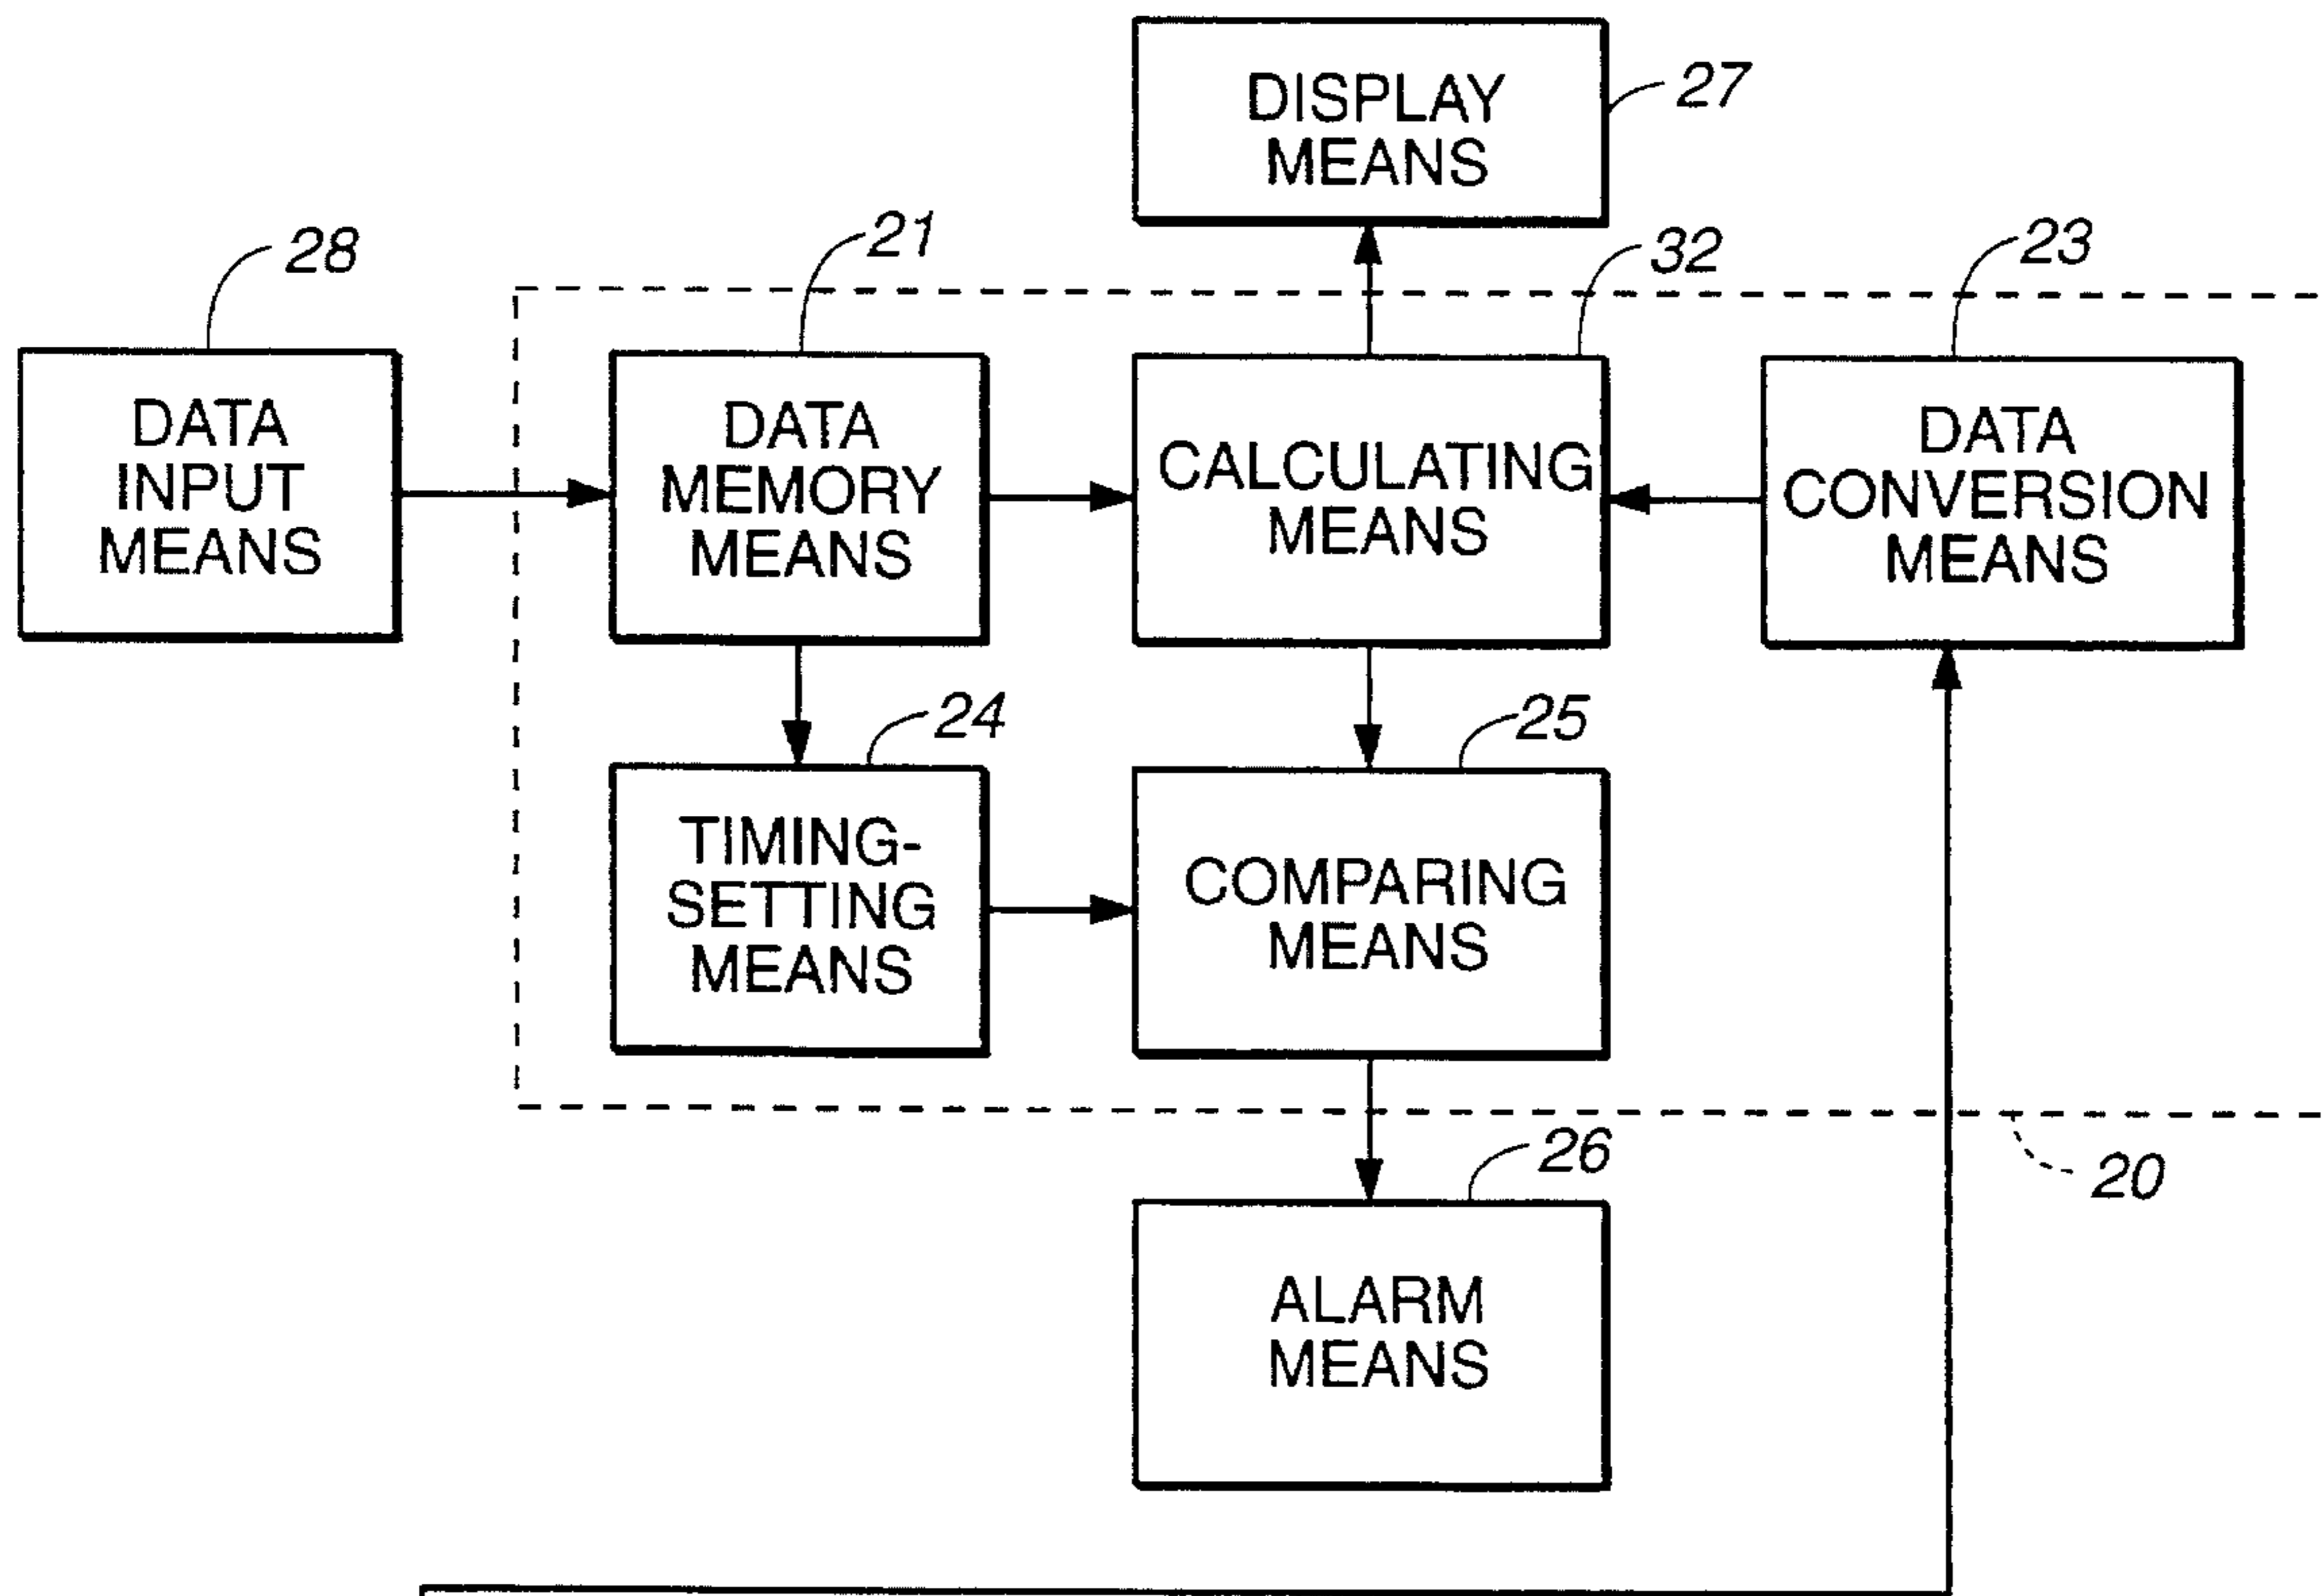 DISPLAY
MEANS
27
28
21
32
23
DATA
INPUT
MEANS
DATA
MEMORY
MEANS
CALCULATING
MEANS
DATA
CONVERSION
MEANS
24
25
TIMING-
SETTING
MEANS
COMPARING
MEANS
26
20
ALARM
MEANS